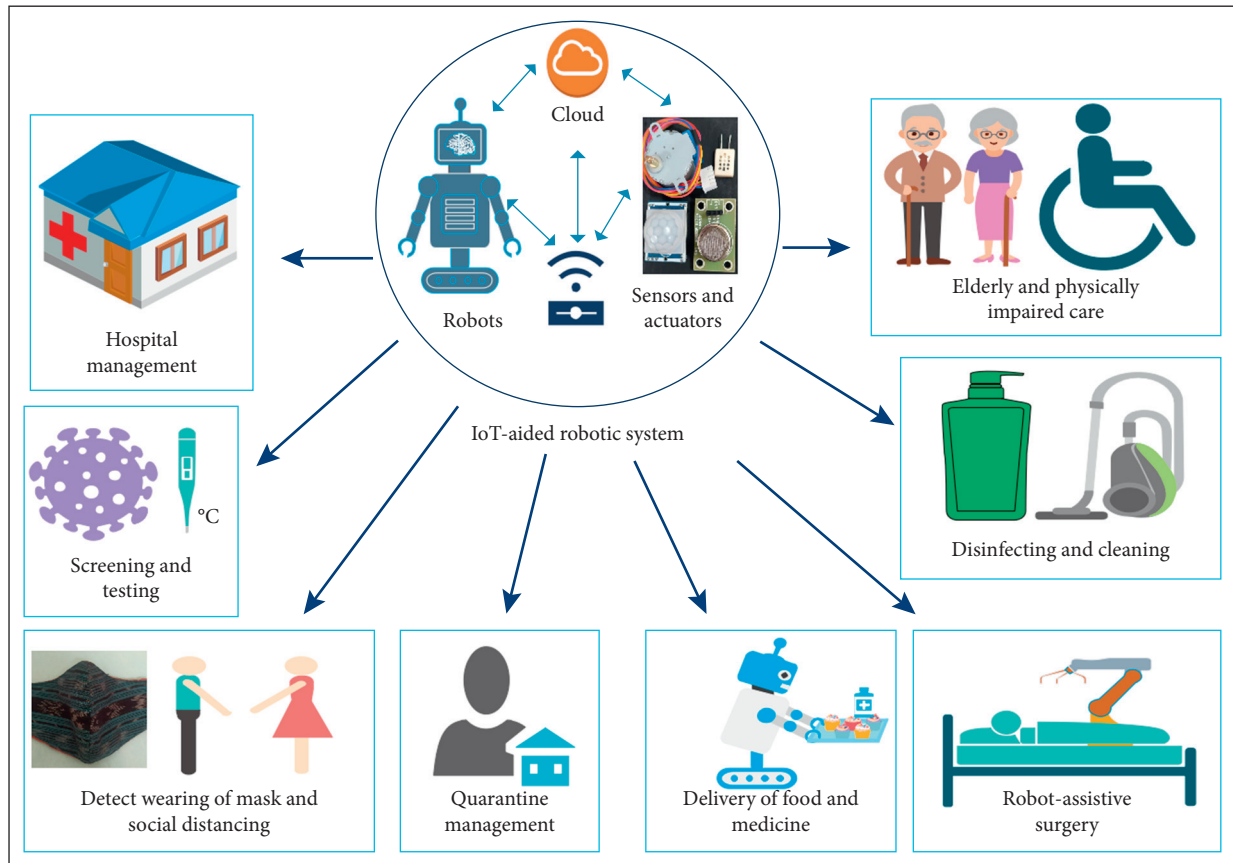 Cloud
Robots
Sensors and
actuators
IoT-aided robotic system
Hospital
management
Elderly and physically
impaired care
Screening and
testing
°C
Disinfecting and cleaning
Detect wearing of mask and
social distancing
Quarantine
management
Delivery of food and
medicine
Robot-assistive
surgery